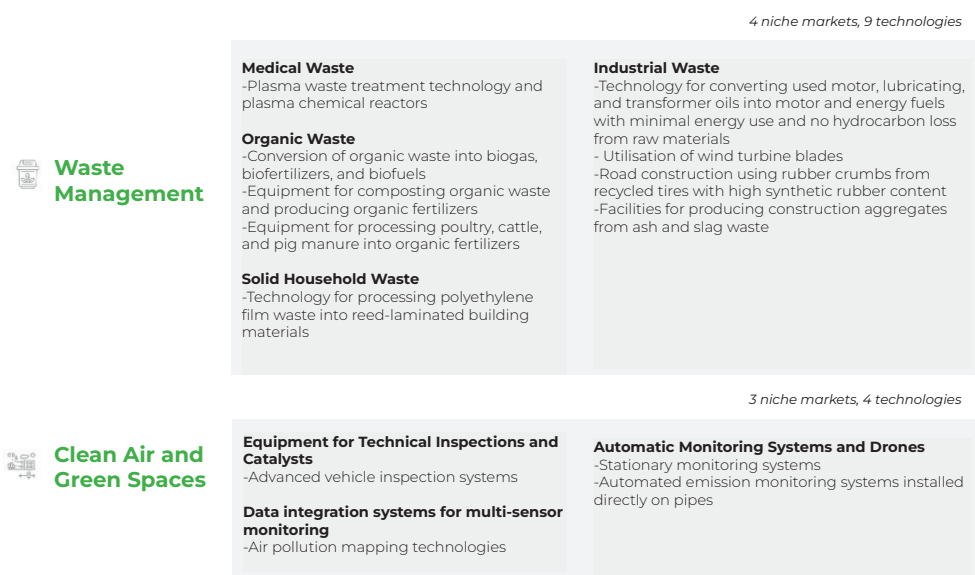 4 niche markets, 9 technologies
Waste
Management
Medical Waste
-Plasma waste treatment technology and
plasma chemical reactors
Organic Waste
-Conversion of organic waste into biogas,
biofertilizers, and biofuels
-Equipment for composting organic waste
and producing organic fertilizers
-Equipment for processing poultry, cattle,
and pig manure into organic fertilizers
Solid Household Waste
-Technology for processing polyethylene
film waste into reed-laminated building
materials
Industrial Waste
-Technology for converting used motor, lubricating,
and transformer oils into motor and energy fuels
with minimal energy use and no hydrocarbon loss
from raw materials
- Utilisation of wind turbine blades
-Road construction using rubber crumbs from
recycled tires with high synthetic rubber content
-Facilities for producing construction aggregates
from ash and slag waste
3 niche markets, 4 technologies
Clean Air and
Green Spaces
Equipment for Technical Inspections and
Catalysts
-Advanced vehicle inspection systems
Data integration systems for multi-sensor
monitoring
-Air pollution mapping technologies
Automatic Monitoring Systems and Drones
-Stationary monitoring systems
-Automated emission monitoring systems installed
directly on pipes